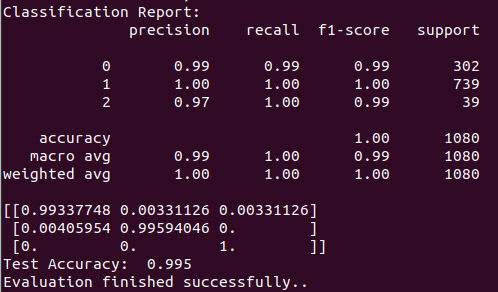 Classification Report:
              precision    recall  f1-score   support

           0       0.99      0.99      0.99       302
           1       1.00      1.00      1.00       739
           2       0.97      1.00      0.99        39

    accuracy                           1.00      1080
   macro avg       0.99      1.00      0.99      1080
weighted avg       1.00      1.00      1.00      1080

[[0.99337748 0.00331126 0.00331126]
 [0.00405954 0.99594046 0.        ]
 [0.         0.         1.        ]]
Test Accuracy:  0.995
Evaluation finished successfully..